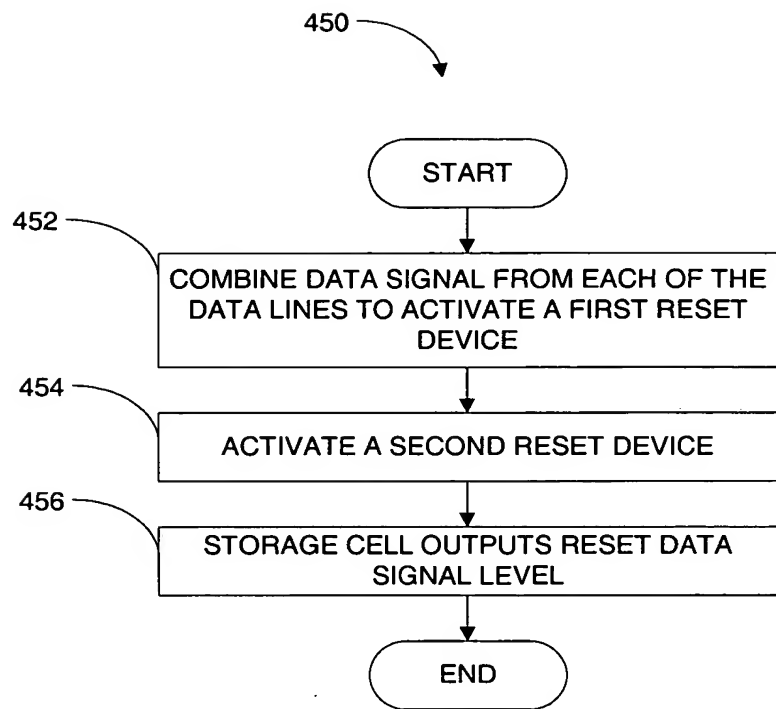 450
START
452
COMBINE DATA SIGNAL FROM EACH OF THE
DATA LINES TO ACTIVATE A FIRST RESET
DEVICE
454
ACTIVATE A SECOND RESET DEVICE
456
STORAGE CELL OUTPUTS RESET DATA
SIGNAL LEVEL
END